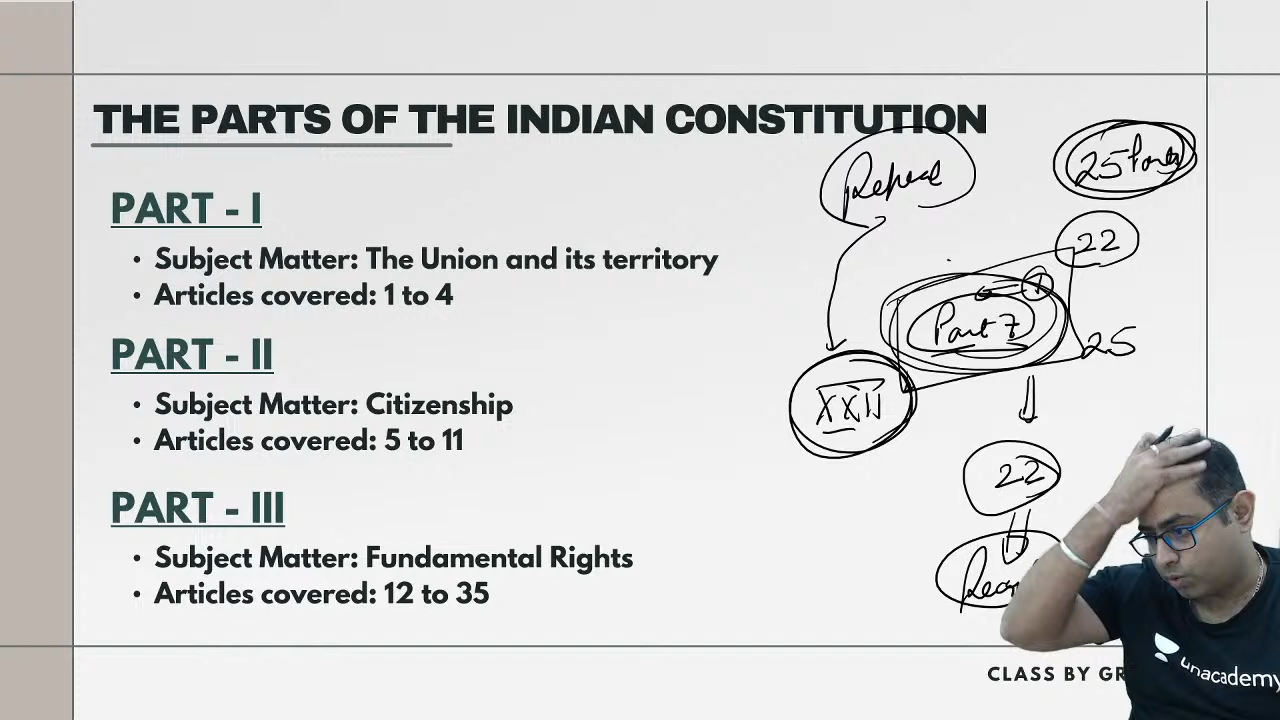 THE PARTS OF THE INDIAN CONSTITUTION
25 Parts
22
PART - I
• Subject Matter: The Union and its territory
• Articles covered: 1 to 4
Part 7
25
PART - II
• Subject Matter: Citizenship
• Articles covered: 5 to 11
XXII
22
PART - III
• Subject Matter: Fundamental Rights
• Articles covered: 12 to 35
CLASS BY GR
unacademy